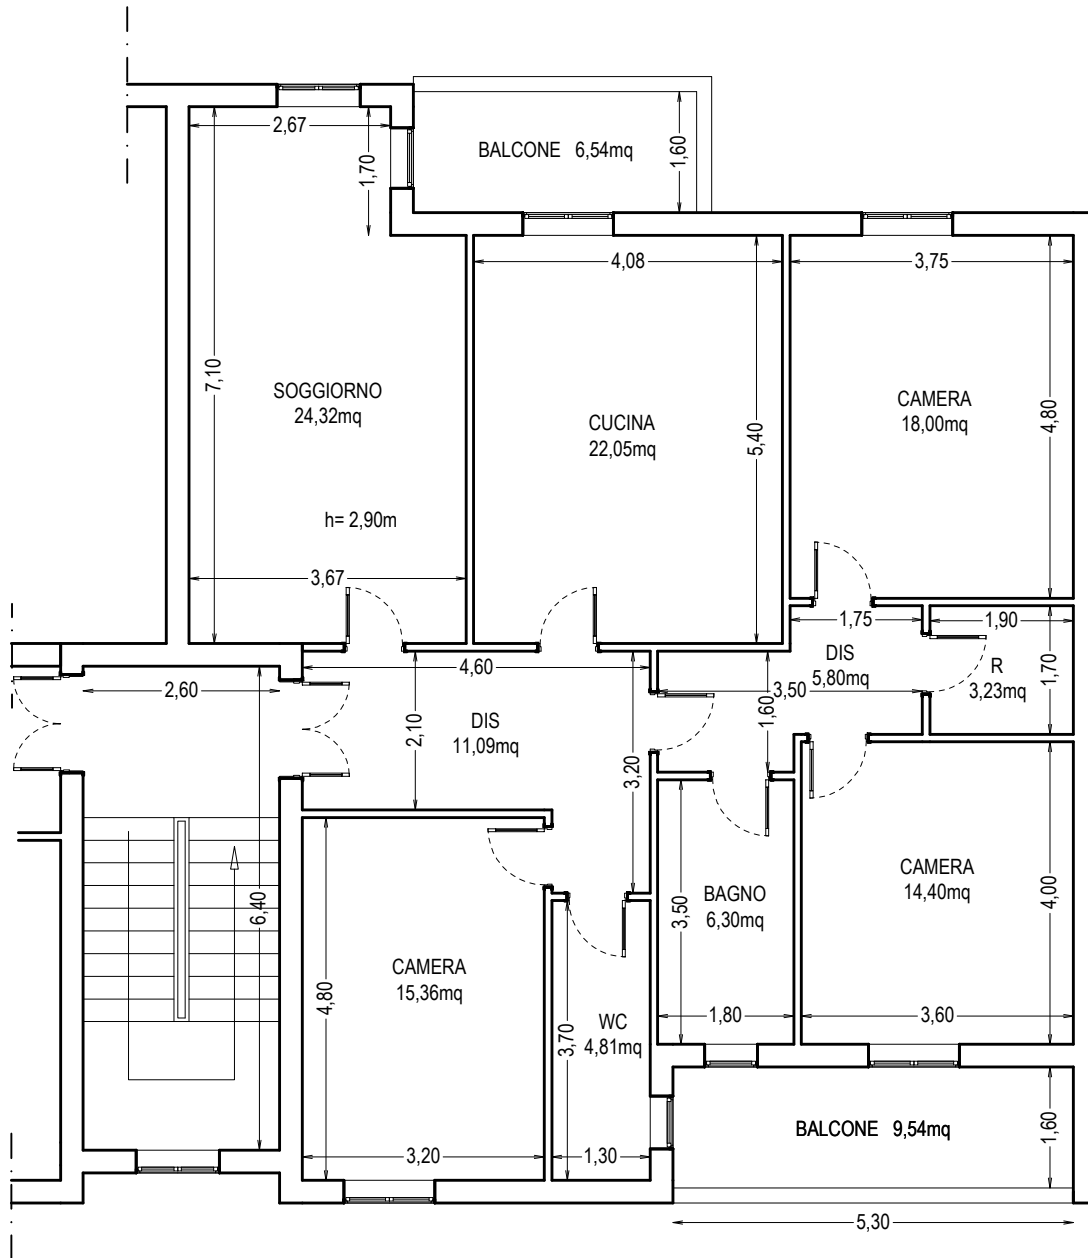 2,67
1,70
BALCONE 6,54mq
1,60
4,08
3,75
7,10
SOGGIORNO
24,32mq
CUCINA
22,05mq
5,40
CAMERA
18,00mq
4,80
h= 2,90m
3,67
1,75
1,90
4,60
2,60
DIS
5,80mq
3,50
R
3,23mq
1,70
2,10
DIS
11,09mq
1,60
3,20
6,40
CAMERA
14,40mq
4,00
BAGNO
6,30mq
3,50
CAMERA
15,36mq
4,80
1,80
3,60
WC
4,81mq
3,70
BALCONE 9,54mq
1,60
3,20
1,30
5,30